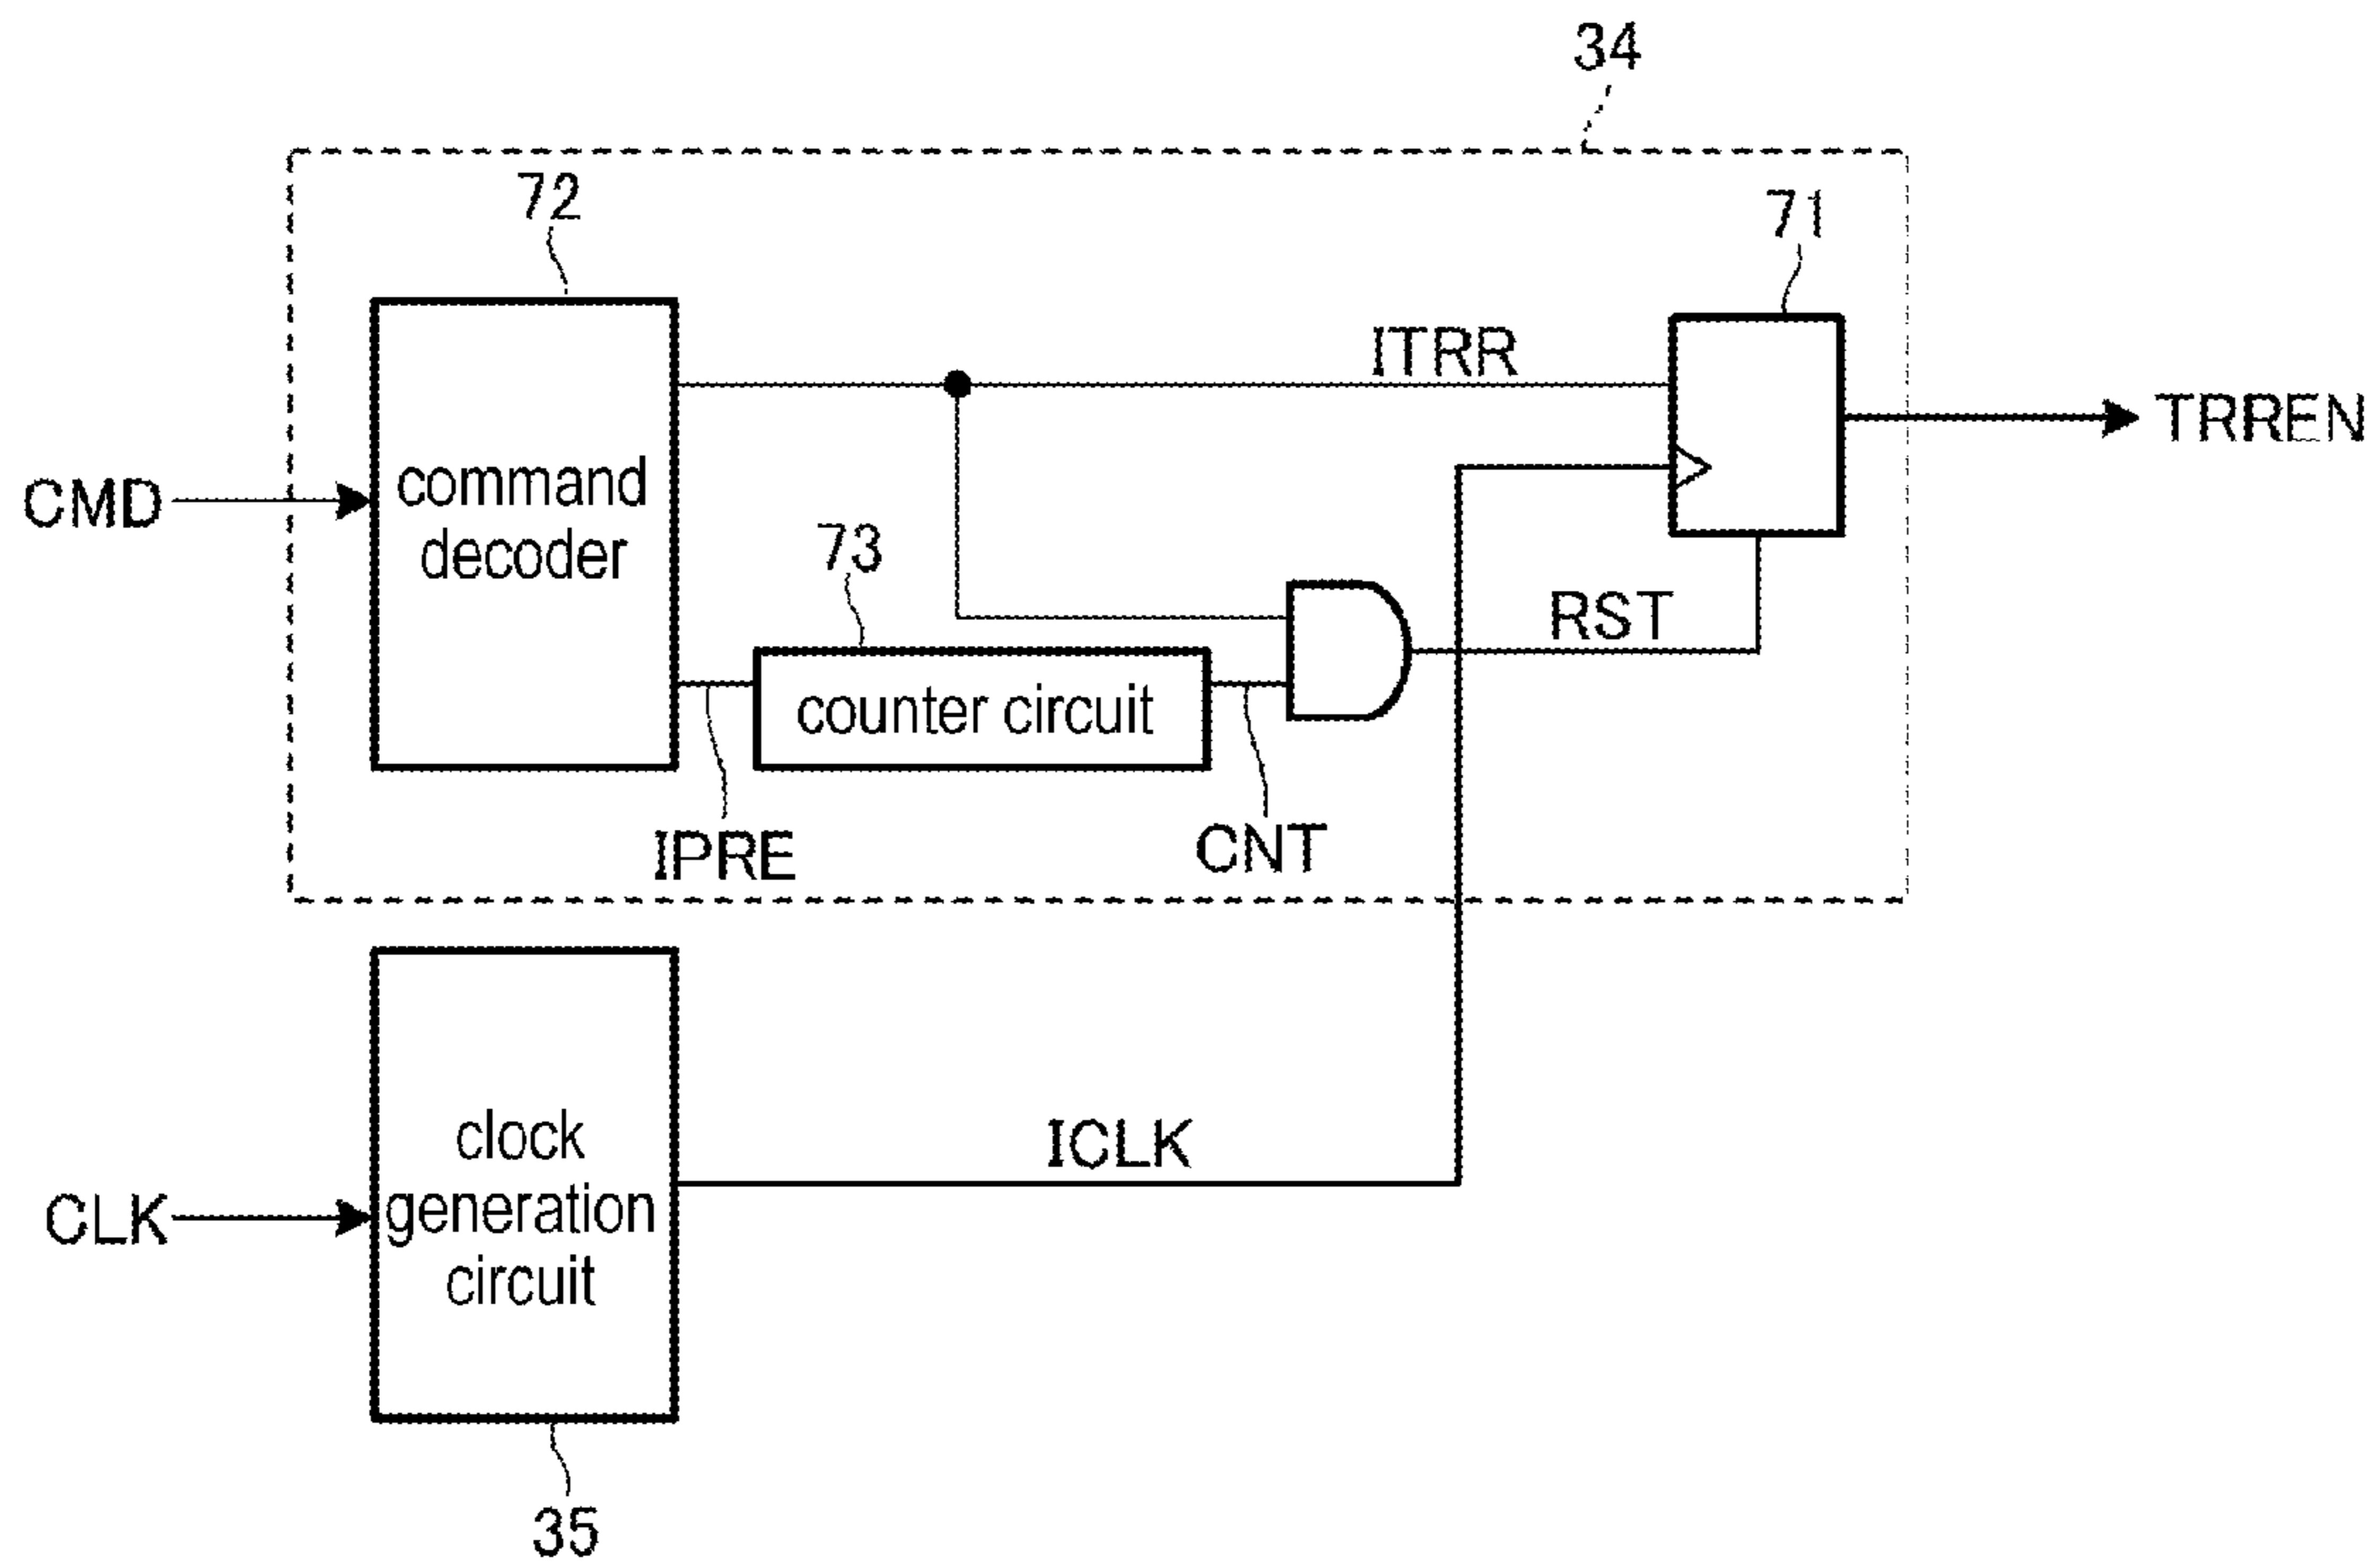 34
72
71
ITRR
TRREN
CMD
command
decoder
73
RST
counter circuit
IPRE
CNT
clock
generation
circuit
ICLK
CLK
35